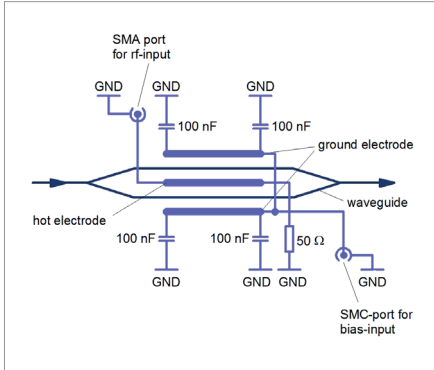 SMA port
for rf-input
GND
GND
GND
100 nF
100 nF
ground electrode
waveguide
hot electrode
100 nF
100 nF
50 Ω
GND
GND
GND
GND
SMC-port for
bias-input